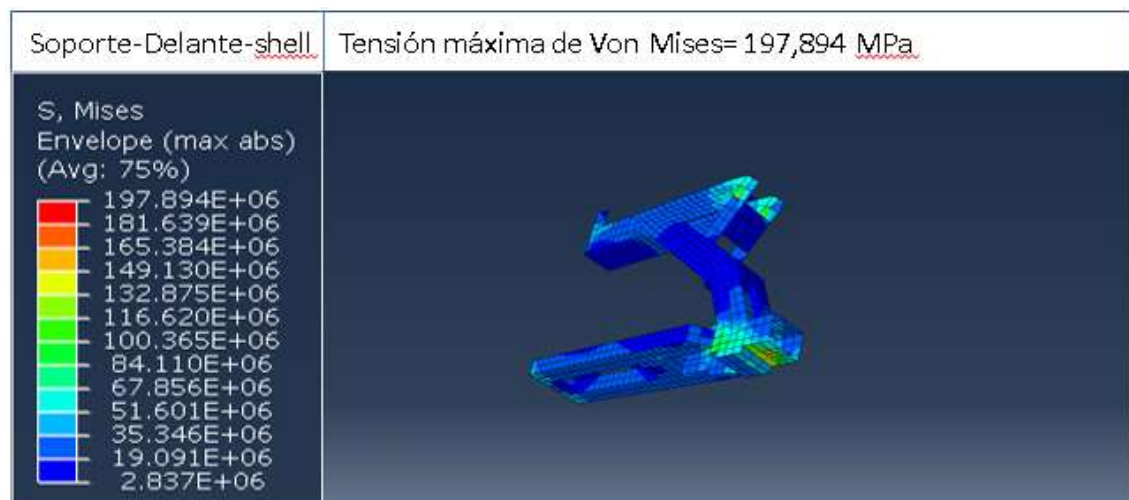 Soporte-Delante-shell
Tensión máxima de Von Mises= 197,894 MPa
S, Mises
Envelope (max abs)
(Avg: 75%)
197.894E+06
181.639E+06
165.384E+06
149.130E+06
132.875E+06
116.620E+06
100.365E+06
84.110E+06
67.856E+06
51.601E+06
35.346E+06
19.091E+06
2.837E+06